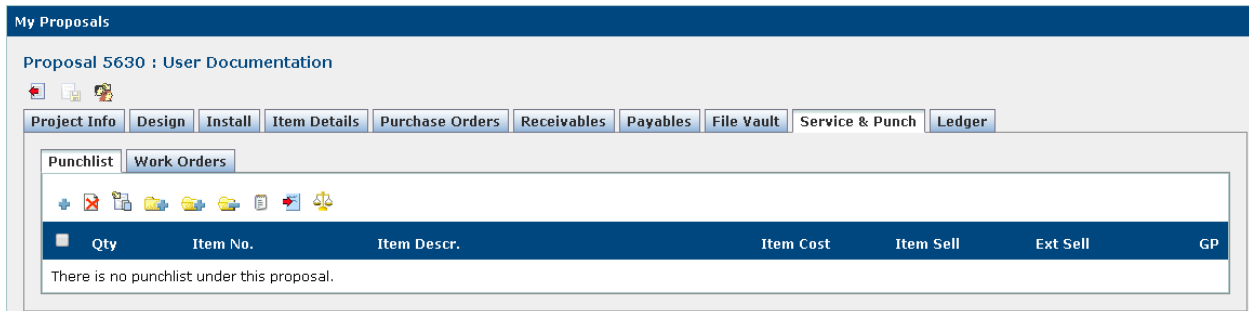 My Proposals
Proposal 5630 : User Documentation
Project Info Design Install Item Details Purchase Orders Receivables Payables File Vault Service & Punch Ledger
Punchlist Work Orders
Qty Item No. Item Descr. Item Cost Item Sell Ext Sell GP
There is no punchlist under this proposal.